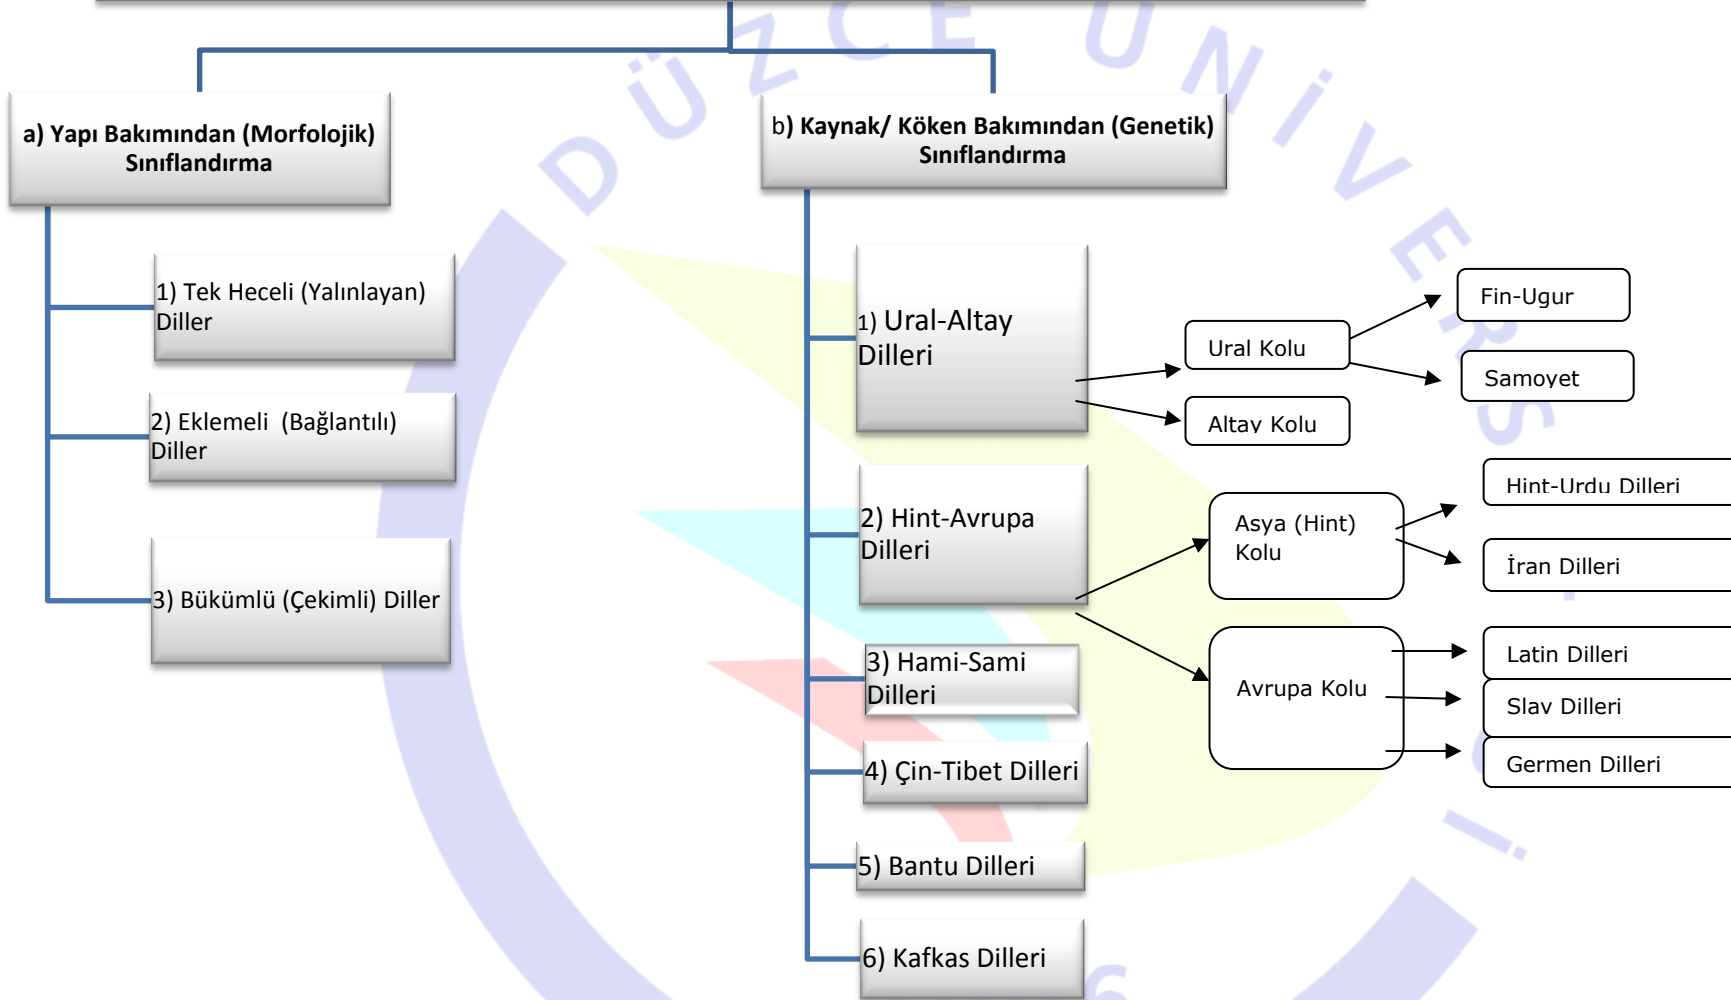 DÜZCE ÜNİVERSİ
a) Yapı Bakımından (Morfolojik)
Sınıflandırma
1) Tek Heceli (Yalınlayan)
Diller
2) Eklemeli (Bağlantılı)
Diller
3) Bükümlü (Çekimli) Diller
b) Kaynak/ Köken Bakımından (Genetik)
Sınıflandırma
1) Ural-Altay
Dilleri
Ural Kolu
Fin-Ugur
Samoyet
Altay Kolu
2) Hint-Avrupa
Dilleri
Asya (Hint)
Kolu
Hint-Urdu Dilleri
İran Dilleri
Avrupa Kolu
Latin Dilleri
Slav Dilleri
Germen Dilleri
3) Hami-Sami
Dilleri
4) Çin-Tibet Dilleri
5) Bantu Dilleri
6) Kafkas Dilleri